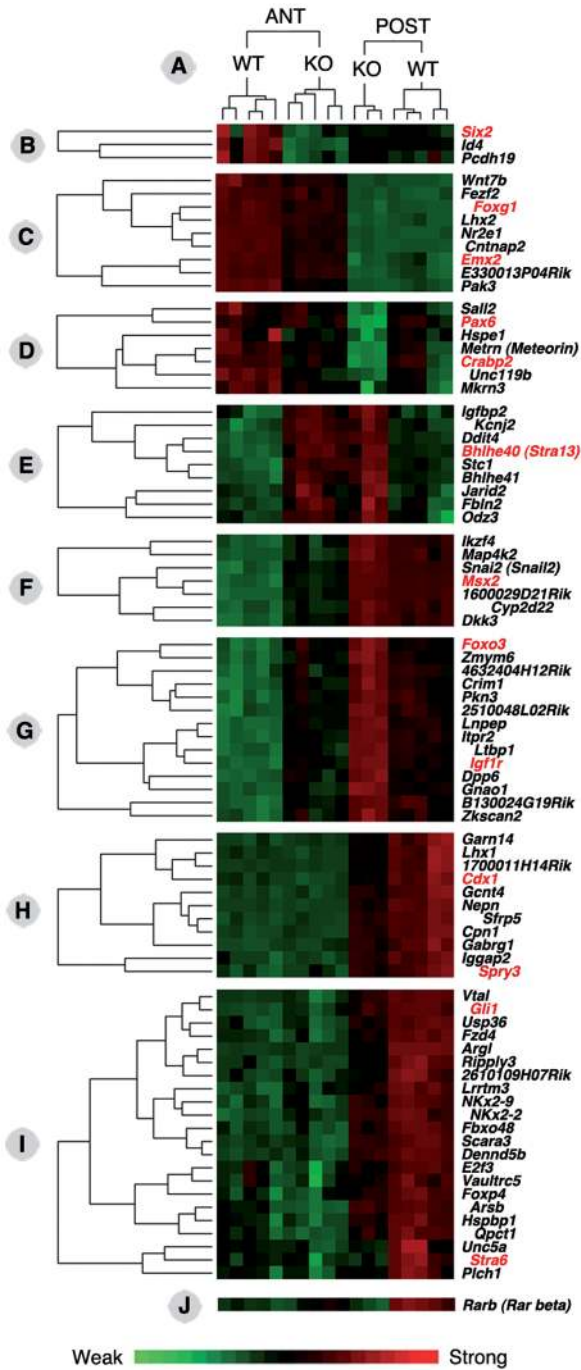 ANT
POST
A
WT
KO
KO
WT
B
Six2
Id4
Pcdh19
C
Wnt7b
Fezf2
Foxg1
Lhx2
Nr2e1
Cntnap2
Emx2
E330013P04Rik
Pak3
D
Sall2
Pax6
Hspe1
Metrn (Meteorin)
Crabp2
Unc119b
Mkrn3
E
Igfbp2
Kcnj2
Ddit4
Bhlhe40 (Stra13)
Stc1
Bhlhe41
Jarid2
Fbln2
Odz3
F
Ikzf4
Map4k2
Snai2 (Snail2)
Msx2
1600029D21Rik
Cyp2d22
Dkk3
G
Foxo3
Zmym6
4632404H12Rik
Crim1
Pkn3
2510048L02Rik
Lnpep
Itpr2
Ltbp1
Igf1r
Dpp6
Gnao1
B130024G19Rik
Zkscan2
H
Garn14
Lhx1
1700011H14Rik
Cdx1
Gcnt4
Nepn
Sfrp5
Cpn1
Gabrg1
Iggap2
Spry3
I
Vtal
Gli1
Usp36
Fzd4
Argl
Ripply3
2610109H07Rik
Lrrtm3
NKx2-9
NKx2-2
Fbxo48
Scara3
Dennd5b
E2f3
Vaultrc5
Foxp4
Arsb
Hspbp1
Qpct1
Unc5a
Stra6
Plch1
J
Rarb (Rar beta)
Weak
Strong